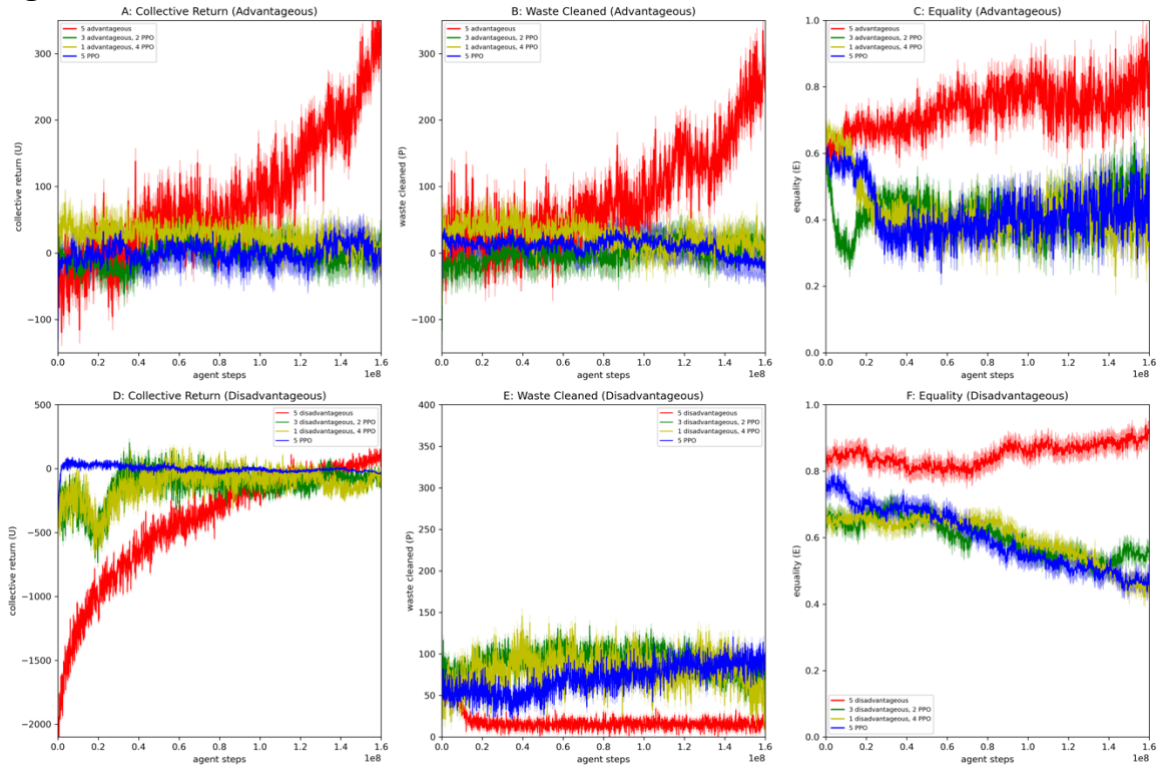 A: Collective Return (Advantageous)
5 advantageous
3 advantageous, 2 PPO
1 advantageous, 4 PPO
5 PPO
300
200
100
0
−100
collective return (U)
0.0 0.2 0.4 0.6 0.8 1.0 1.2 1.4 1.6
agent steps
1e8
B: Waste Cleaned (Advantageous)
5 advantageous
3 advantageous, 2 PPO
1 advantageous, 4 PPO
5 PPO
300
200
100
0
−100
waste cleaned (P)
0.0 0.2 0.4 0.6 0.8 1.0 1.2 1.4 1.6
agent steps
1e8
C: Equality (Advantageous)
5 advantageous
3 advantageous, 2 PPO
1 advantageous, 4 PPO
5 PPO
1.0
0.8
0.6
0.4
0.2
0.0
equality (E)
0.0 0.2 0.4 0.6 0.8 1.0 1.2 1.4 1.6
agent steps
1e8
D: Collective Return (Disadvantageous)
5 disadvantageous
3 disadvantageous, 2 PPO
1 disadvantageous, 4 PPO
5 PPO
500
0
−500
−1000
−1500
−2000
collective return (U)
0.0 0.2 0.4 0.6 0.8 1.0 1.2 1.4 1.6
agent steps
1e8
E: Waste Cleaned (Disadvantageous)
5 disadvantageous
3 disadvantageous, 2 PPO
1 disadvantageous, 4 PPO
5 PPO
400
350
300
250
200
150
100
50
0
waste cleaned (P)
0.0 0.2 0.4 0.6 0.8 1.0 1.2 1.4 1.6
agent steps
1e8
F: Equality (Disadvantageous)
1.0
0.8
0.6
0.4
0.2
0.0
equality (E)
5 disadvantageous
3 disadvantageous, 2 PPO
1 disadvantageous, 4 PPO
5 PPO
0.0 0.2 0.4 0.6 0.8 1.0 1.2 1.4 1.6
agent steps
1e8